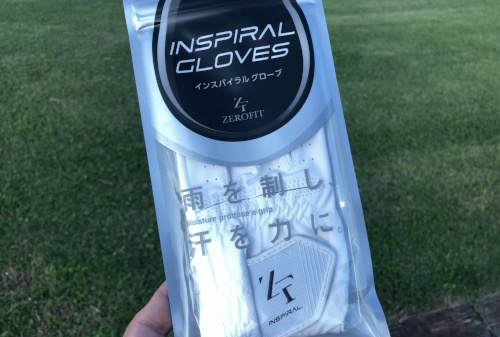 INSPIRAL
GLOVES
インスパイラル グローブ
ZEROFIT
雨を制し、
Moisture produce a grip
汗を力に。
INSPIRAL